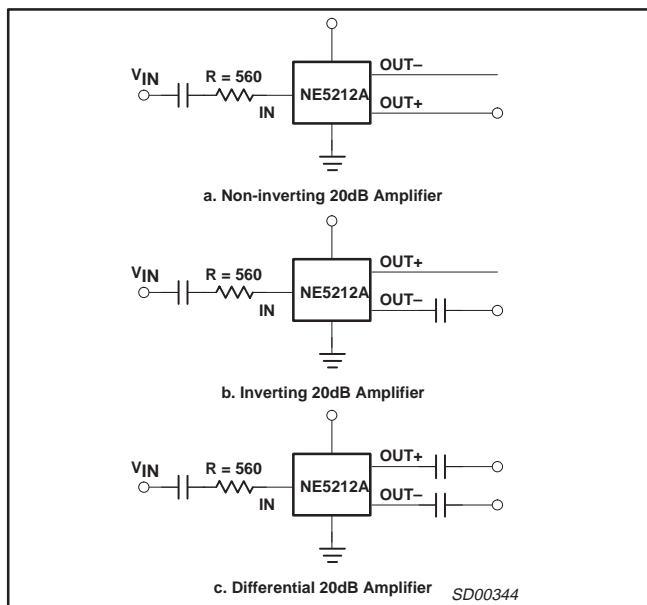 OUT–
VIN
R = 560
NE5212A
OUT+
IN
a. Non-inverting 20dB Amplifier
OUT+
VIN
R = 560
NE5212A
OUT–
IN
b. Inverting 20dB Amplifier
OUT+
VIN
R = 560
NE5212A
OUT–
IN
c. Differential 20dB Amplifier
SD00344